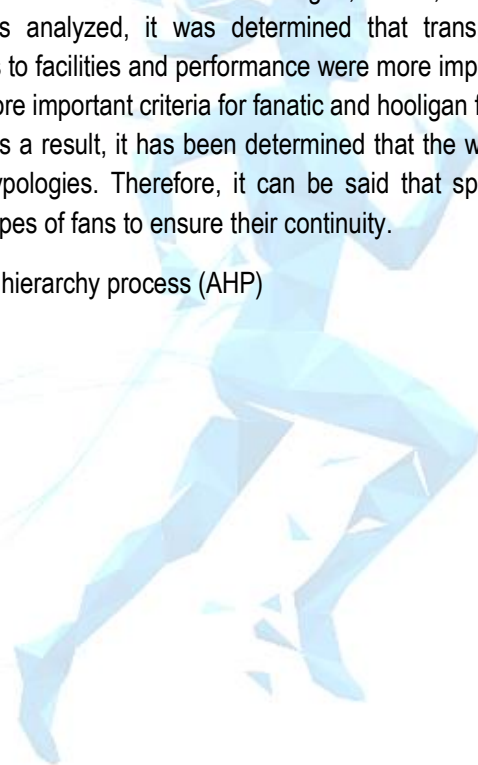 s analyzed, it was determined that trans
s to facilities and performance were more imp
ore important criteria for fanatic and hooligan f
s a result, it has been determined that the w
ypologies. Therefore, it can be said that sp
pes of fans to ensure their continuity.
hierarchy process (AHP)